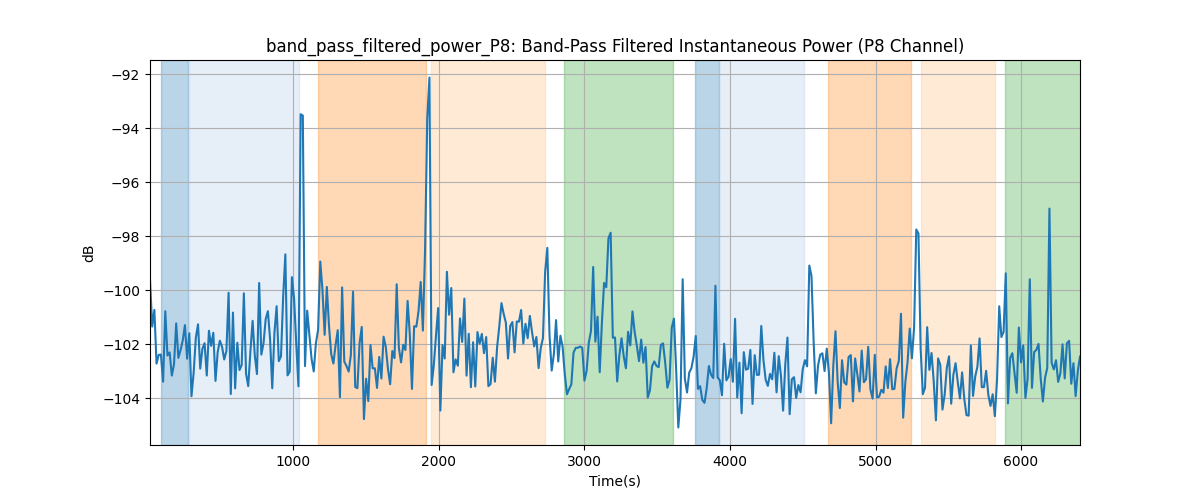 band_pass_filtered_power_P8: Band-Pass Filtered Instantaneous Power (P8 Channel)
−92
−94
−96
−98
−100
−102
−104
dB
1000 2000 3000 4000 5000 6000
Time(s)